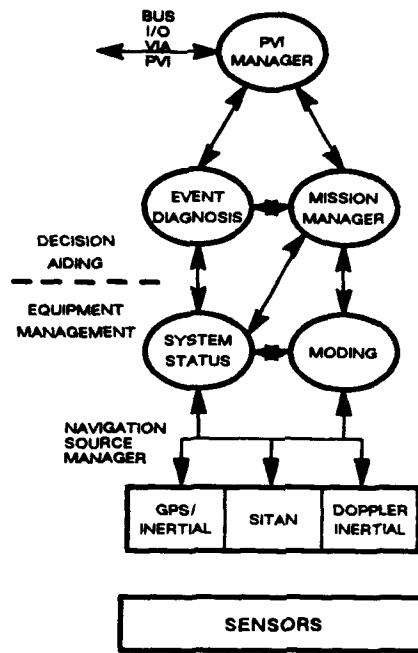 BUS
I/O
VIA
PVI
PVI
MANAGER
EVENT
DIAGNOSIS
MISSION
MANAGER
DECISION
AIDING
EQUIPMENT
MANAGEMENT
SYSTEM
STATUS
MODING
NAVIGATION
SOURCE
MANAGER
GPS/
INERTIAL
SITAN
DOPPLER
INERTIAL
SENSORS